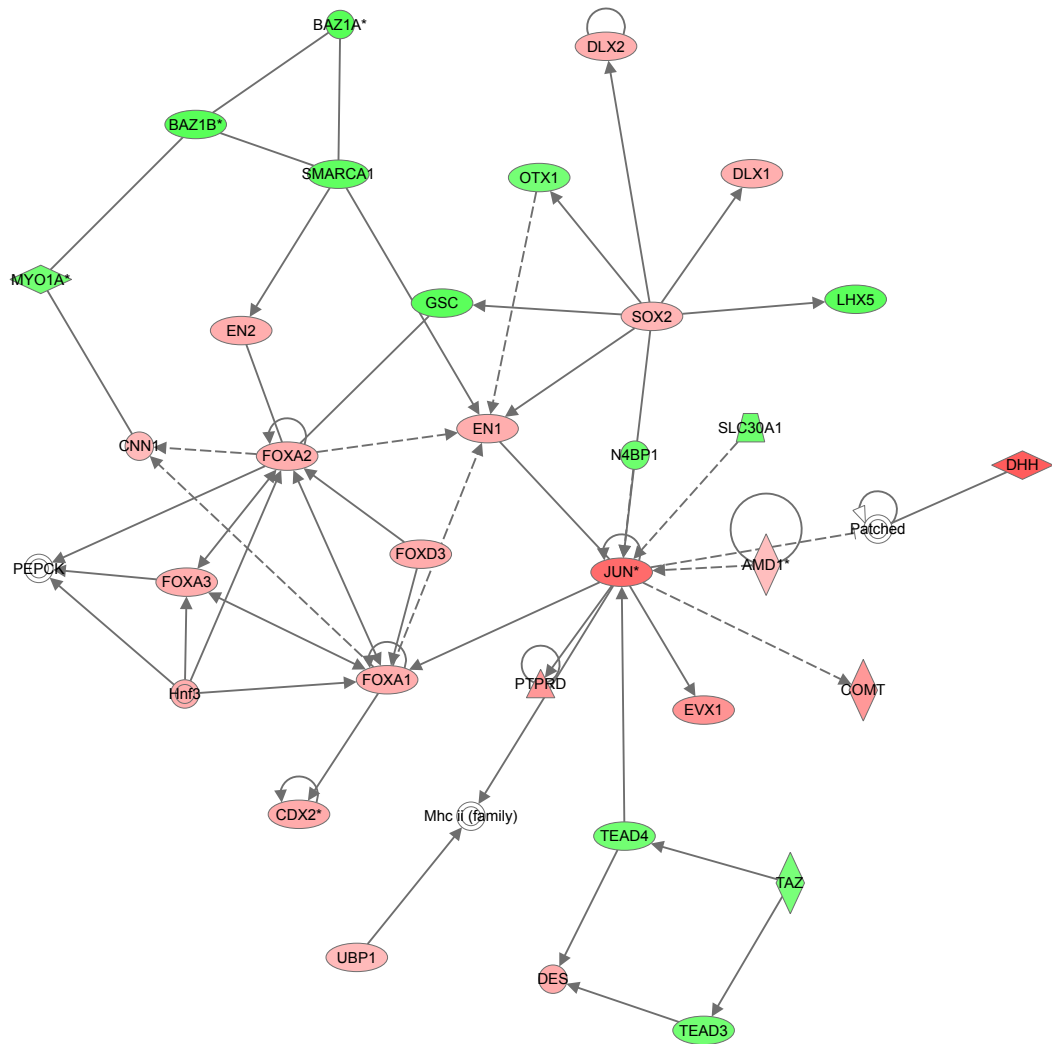 BAZ1A*
DLX2
BAZ1B*
SMARCA1
OTX1
DLX1
MYO1A*
GSC
LHX5
SOX2
EN2
EN1
SLC30A1
CNN1
FOXA2
N4BP1
DHH
Patched
FOXD3
PEPCK
FOXA3
JUN*
AMD1*
Hnf3
FOXA1
PTPRD
COMT
EVX1
CDX2*
Mhc ii (family)
TEAD4
TAZ
UBP1
DES
TEAD3